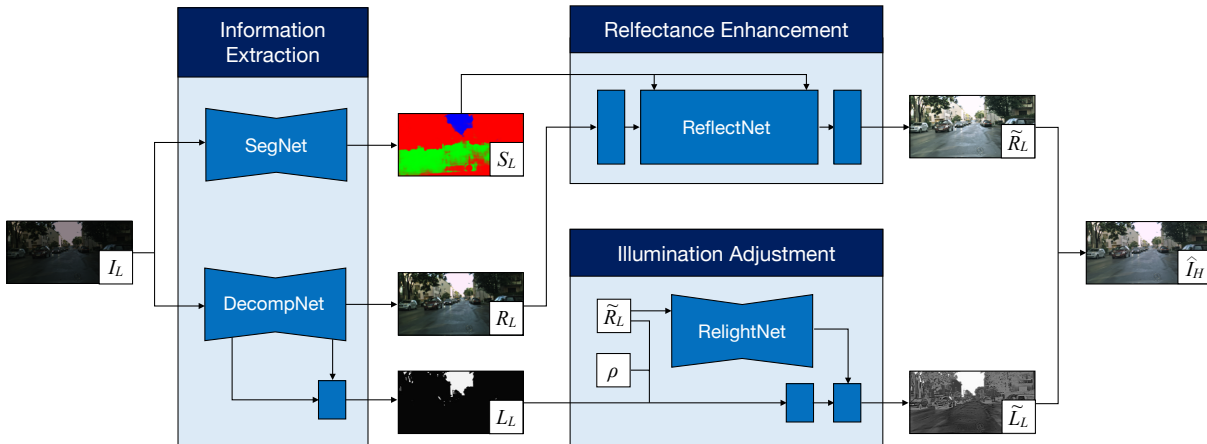 Information
Extraction
Relfectance Enhancement
SegNet
S_L
ReflectNet
R̃_L
I_L
Î_H
DecompNet
R_L
Illumination Adjustment
R̃_L
RelightNet
ρ
L_L
L̃_L